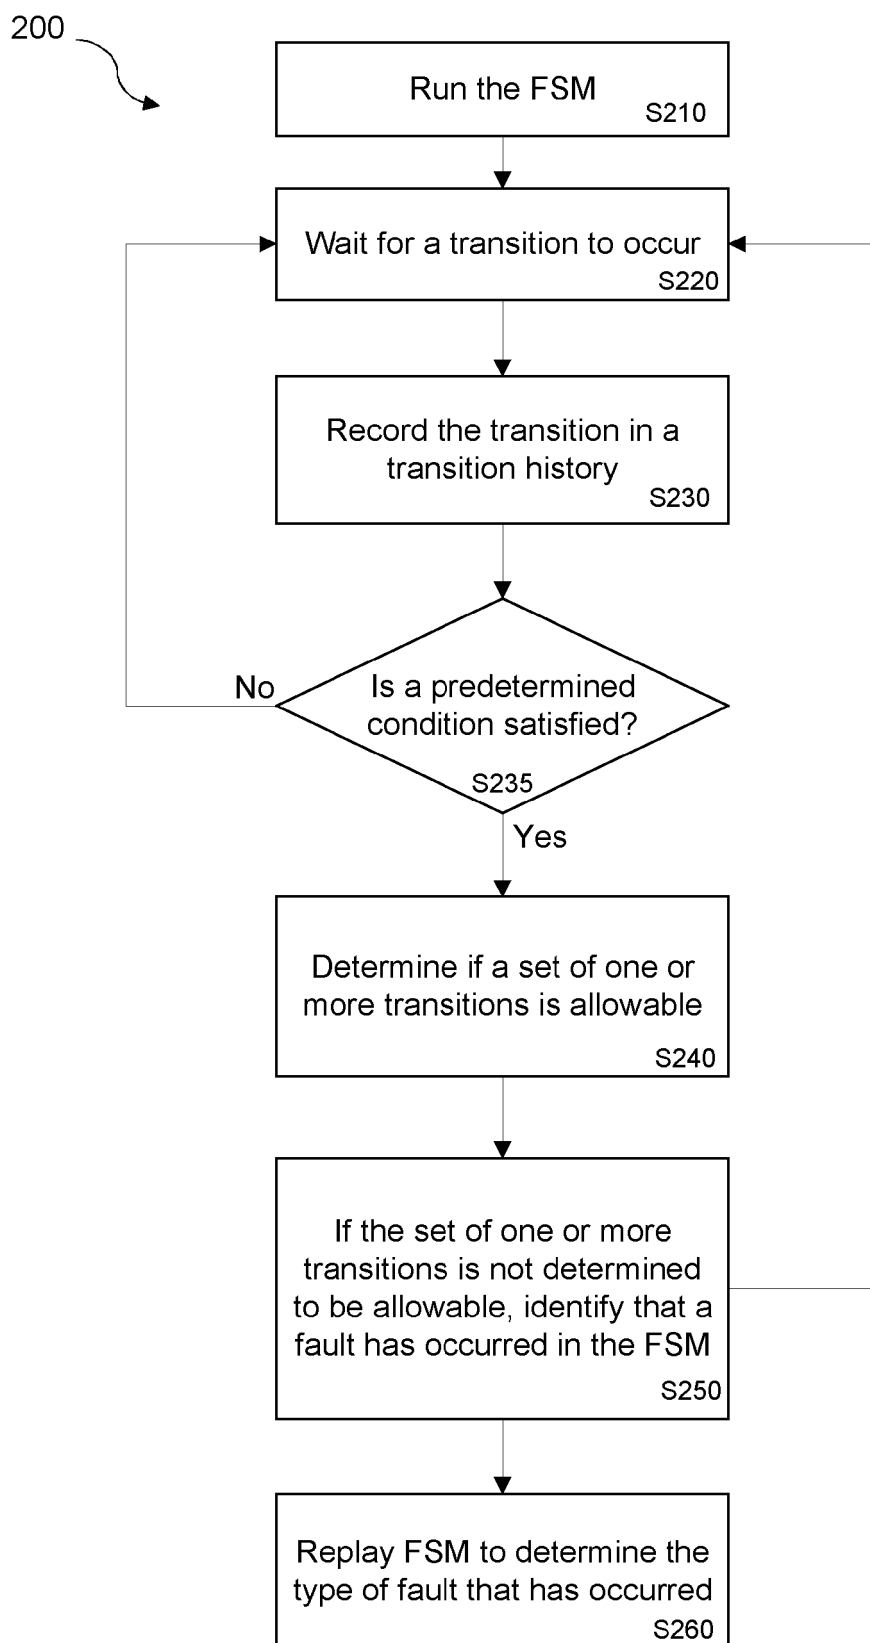 200
Run the FSM
S210
Wait for a transition to occur
S220
Record the transition in a
transition history
S230
No
Is a predetermined
condition satisfied?
S235
Yes
Determine if a set of one or
more transitions is allowable
S240
If the set of one or more
transitions is not determined
to be allowable, identify that a
fault has occurred in the FSM
S250
Replay FSM to determine the
type of fault that has occurred
S260